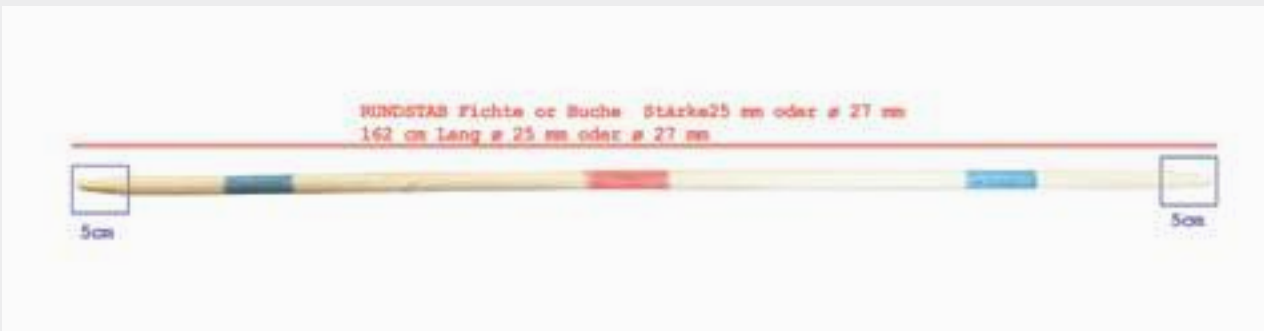 RUNDSTAB Fichte or Buche Stärke25 mm oder ø 27 mm
162 cm Lang ø 25 mm oder ø 27 mm
5cm
5cm